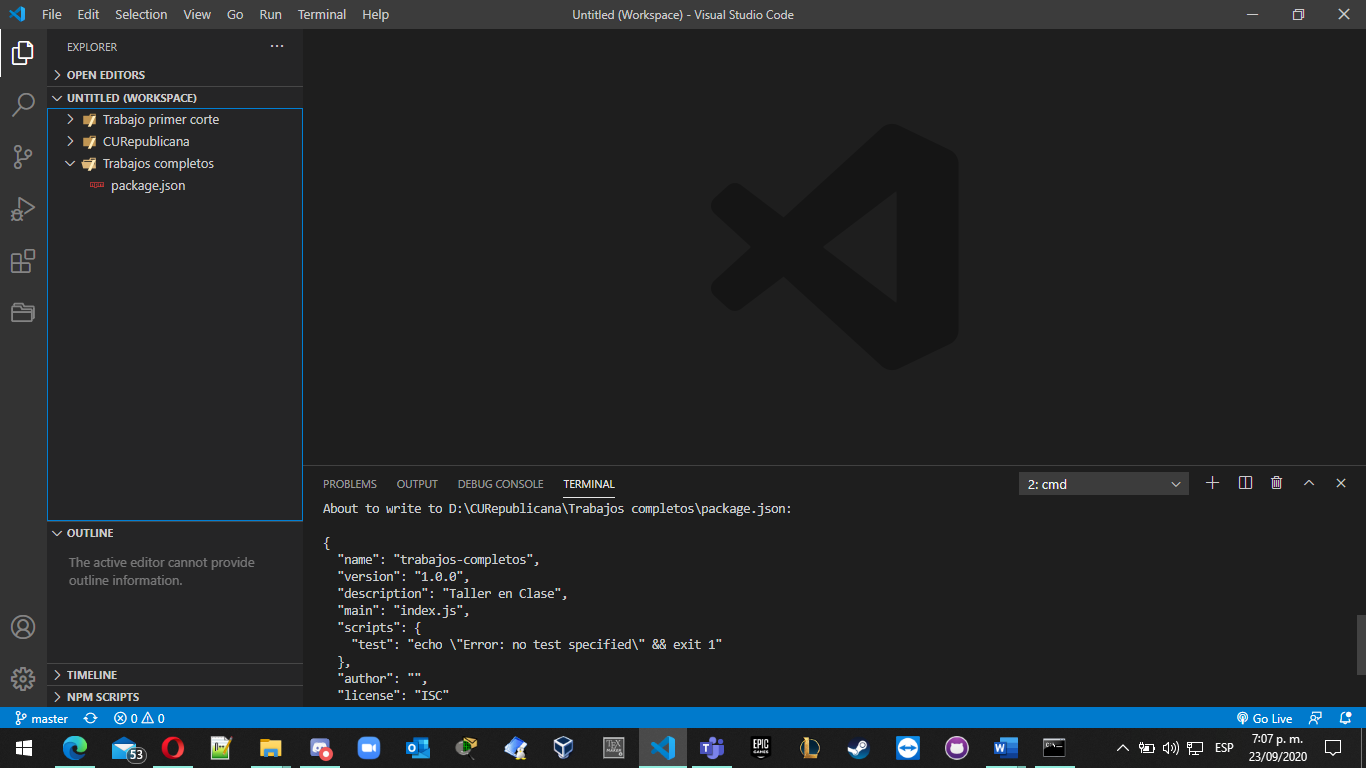 File Edit Selection View Go Run Terminal Help
Untitled (Workspace) - Visual Studio Code
EXPLORER
OPEN EDITORS
UNTITLED (WORKSPACE)
Trabajo primer corte
CURepublicana
Trabajos completos
package.json
OUTLINE
The active editor cannot provide
outline information.
TIMELINE
NPM SCRIPTS
PROBLEMS OUTPUT DEBUG CONSOLE TERMINAL
2: cmd
About to write to D:\CURepublicana\Trabajos completos\package.json:
{
"name": "trabajos-completos",
"version": "1.0.0",
"description": "Taller en Clase",
"main": "index.js",
"scripts": {
"test": "echo \"Error: no test specified\" && exit 1"
},
"author": "",
"license": "ISC"
master 0 0 Go Live
53
EPIC
GAMES
ESP
7:07 p. m.
23/09/2020